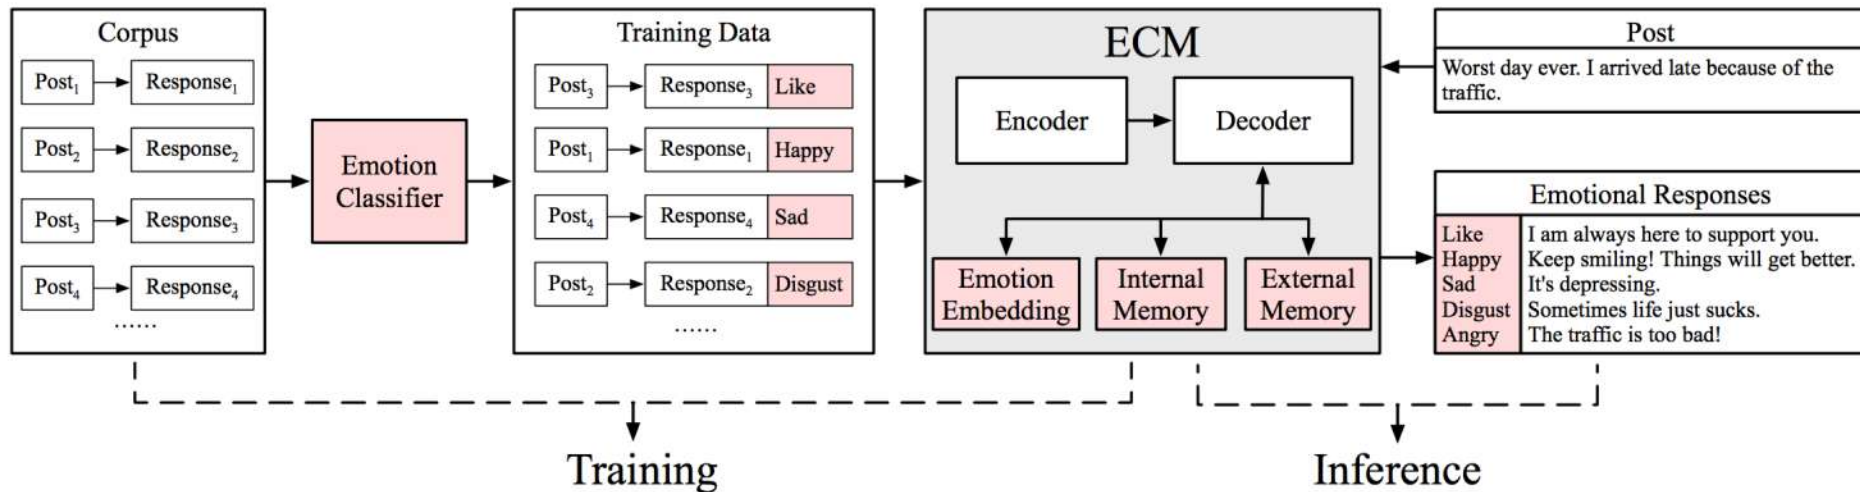 Corpus
Post₁ Response₁
Post₂ Response₂
Post₃ Response₃
Post₄ Response₄
......
Emotion
Classifier
Training Data
Post₃ Response₃ Like
Post₁ Response₁ Happy
Post₄ Response₄ Sad
Post₂ Response₂ Disgust
......
ECM
Encoder Decoder
Emotion
Embedding
Internal
Memory
External
Memory
Post
Worst day ever. I arrived late because of the
traffic.
Emotional Responses
Like I am always here to support you.
Happy Keep smiling! Things will get better.
Sad It's depressing.
Disgust Sometimes life just sucks.
Angry The traffic is too bad!
Training
Inference